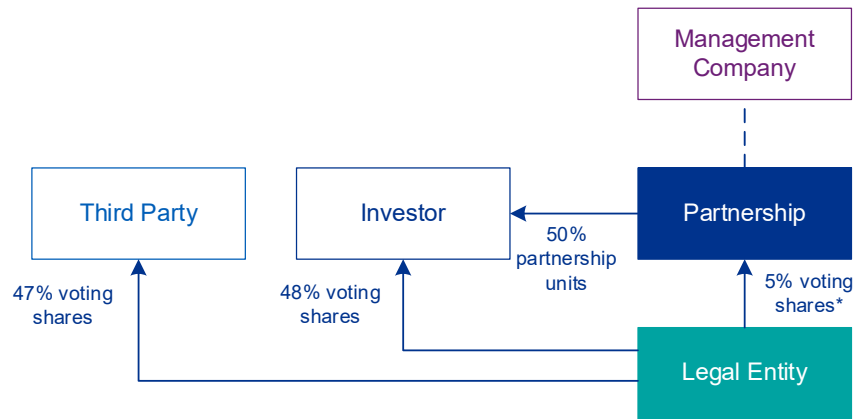 Management
Company
Third Party
Investor
Partnership
50%
partnership
units
47% voting
shares
48% voting
shares
5% voting
shares*
Legal Entity